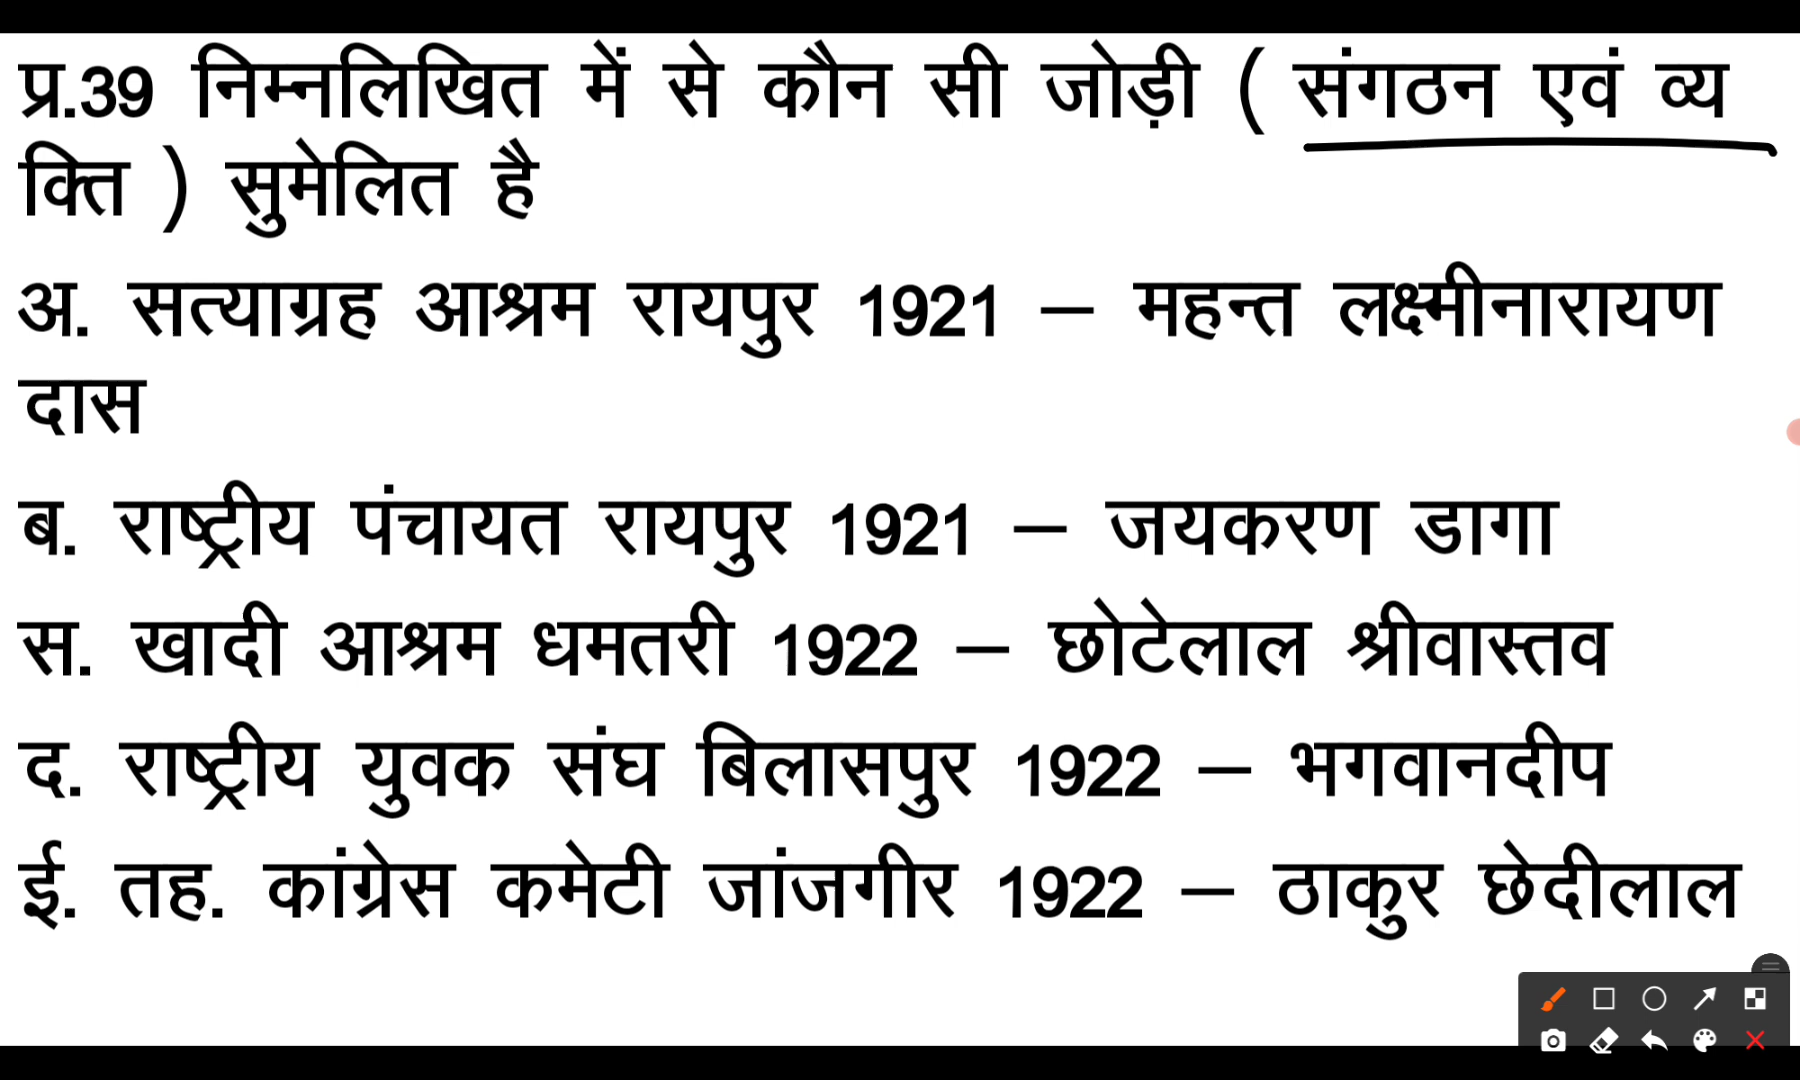 प्र.39 निम्नलिखित में से कौन सी जोड़ी ( संगठन एवं व्य
क्ति ) सुमेलित है
अ. सत्याग्रह आश्रम रायपुर 1921 – महन्त लक्ष्मीनारायण
दास
ब. राष्ट्रीय पंचायत रायपुर 1921 – जयकरण डागा
स. खादी आश्रम धमतरी 1922 – छोटेलाल श्रीवास्तव
द. राष्ट्रीय युवक संघ बिलासपुर 1922 – भगवानदीप
ई. तह. कांग्रेस कमेटी जांजगीर 1922 – ठाकुर छेदीलाल